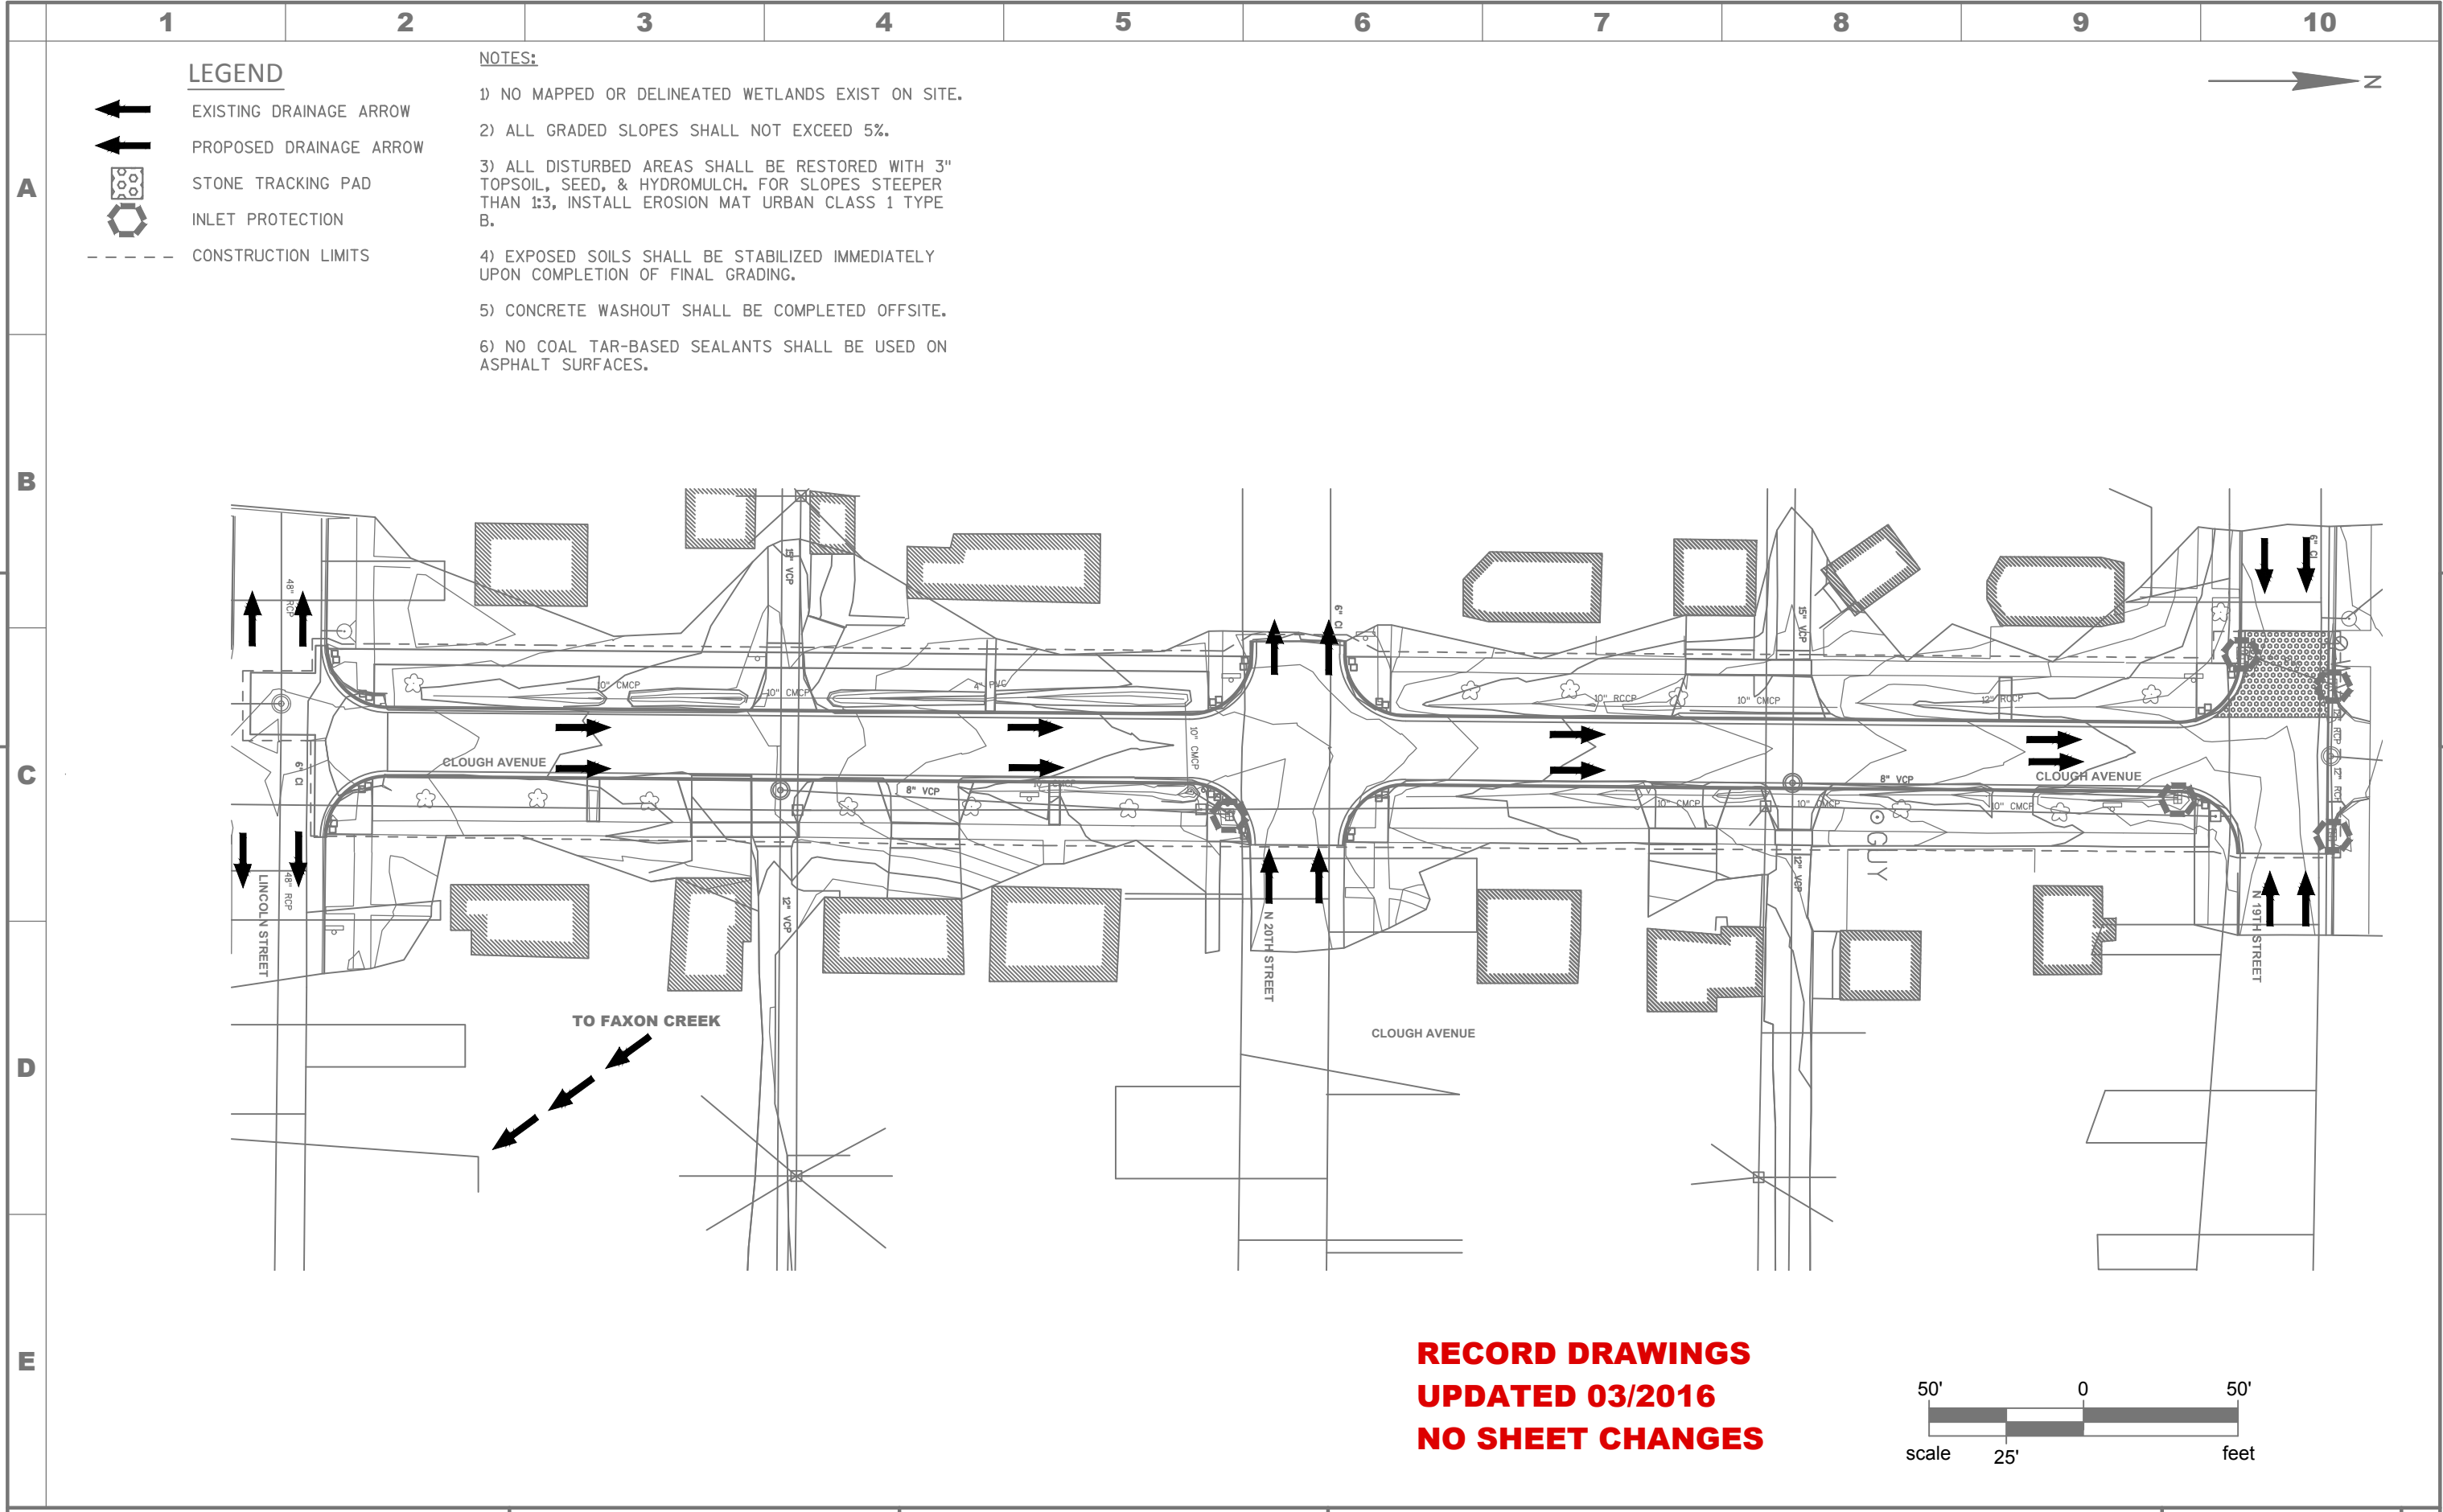 1 2 3 4 5 6 7 8 9 10
LEGEND
EXISTING DRAINAGE ARROW
PROPOSED DRAINAGE ARROW
STONE TRACKING PAD
INLET PROTECTION
CONSTRUCTION LIMITS
NOTES:
1) NO MAPPED OR DELINEATED WETLANDS EXIST ON SITE.
2) ALL GRADED SLOPES SHALL NOT EXCEED 5%.
3) ALL DISTURBED AREAS SHALL BE RESTORED WITH 3"
TOPSOIL, SEED, & HYDROMULCH. FOR SLOPES STEEPER
THAN 1:3, INSTALL EROSION MAT URBAN CLASS 1 TYPE
B.
4) EXPOSED SOILS SHALL BE STABILIZED IMMEDIATELY
UPON COMPLETION OF FINAL GRADING.
5) CONCRETE WASHOUT SHALL BE COMPLETED OFFSITE.
6) NO COAL TAR-BASED SEALANTS SHALL BE USED ON
ASPHALT SURFACES.
N
A
B
C
D
E
48" RCP
VCP
6" CI
15" VCP
6" CI
10" CMCP
10" CMCP
4" PVC
10" RCCP
10" CMCP
12" RCCP
10" CMCP
CLOUGH AVENUE
6" CI
8" VCP
8" VCP
CLOUGH AVENUE
RCP
12" RCP
10" CMCP
10" CMCP
10" CMCP
GUY
48" RCP
12" VCP
12" VCP
LINCOLN STREET
N 20TH STREET
N 19TH STREET
TO FAXON CREEK
CLOUGH AVENUE
RECORD DRAWINGS
UPDATED 03/2016
NO SHEET CHANGES
50' 0 50'
scale 25' feet